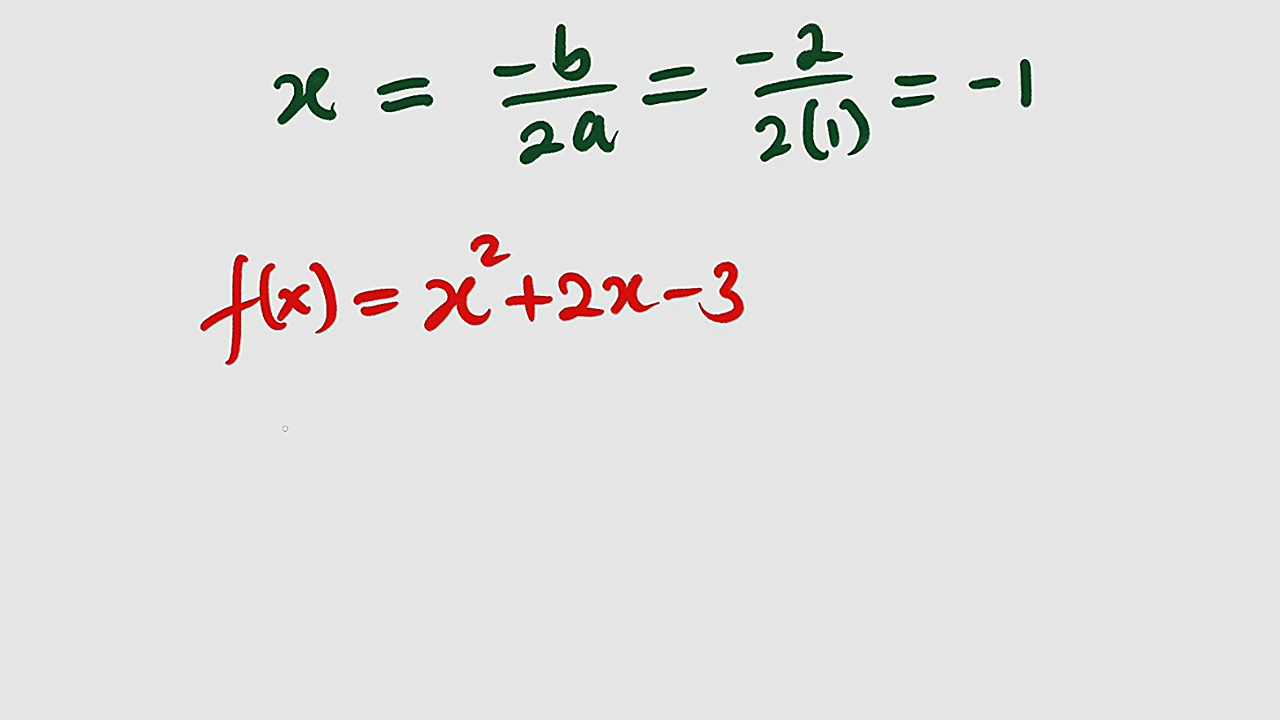 x = -b/2a = -2/2(1) = -1
f(x) = x² + 2x - 3